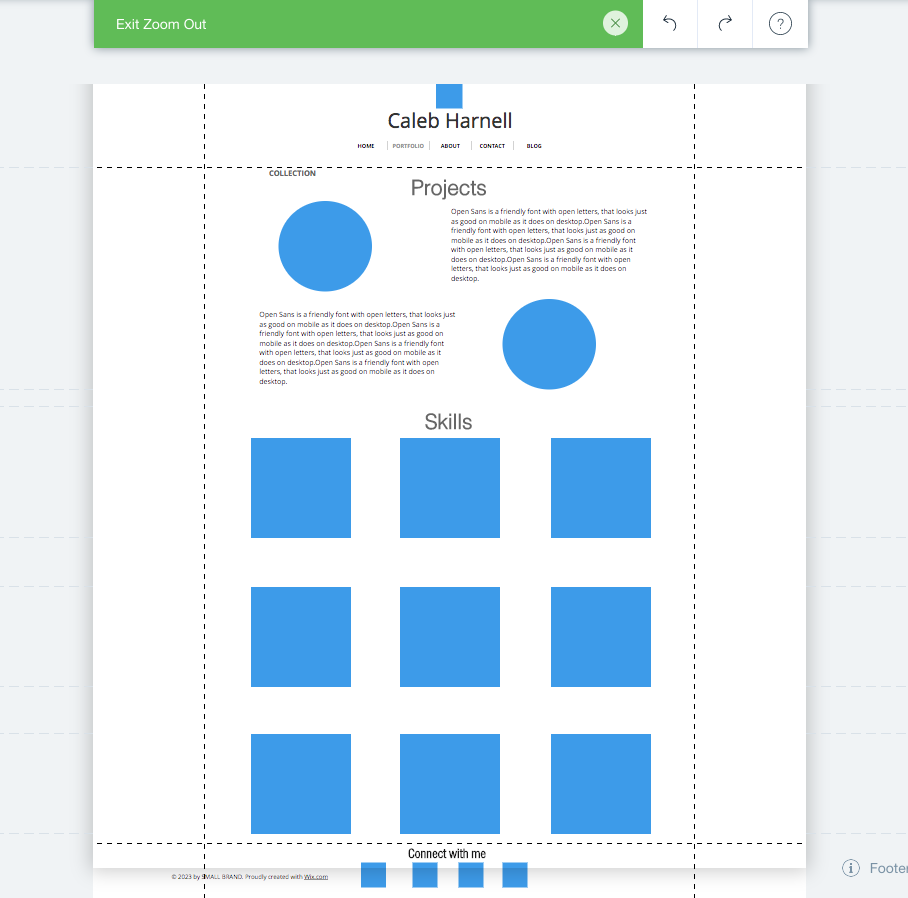 Exit Zoom Out
Caleb Harnell
HOME PORTFOLIO ABOUT CONTACT BLOG
COLLECTION
Projects
Open Sans is a friendly font with open letters, that looks just
as good on mobile as it does on desktop.Open Sans is a
friendly font with open letters, that looks just as good on
mobile as it does on desktop.Open Sans is a friendly font
with open letters, that looks just as good on mobile as it
does on desktop.Open Sans is a friendly font with open
letters, that looks just as good on mobile as it does on
desktop.
Open Sans is a friendly font with open letters, that looks just
as good on mobile as it does on desktop.Open Sans is a
friendly font with open letters, that looks just as good on
mobile as it does on desktop.Open Sans is a friendly font
with open letters, that looks just as good on mobile as it
does on desktop.Open Sans is a friendly font with open
letters, that looks just as good on mobile as it does on
desktop.
Skills
Connect with me
© 2023 by SMALL BRAND. Proudly created with Wix.com
Footer